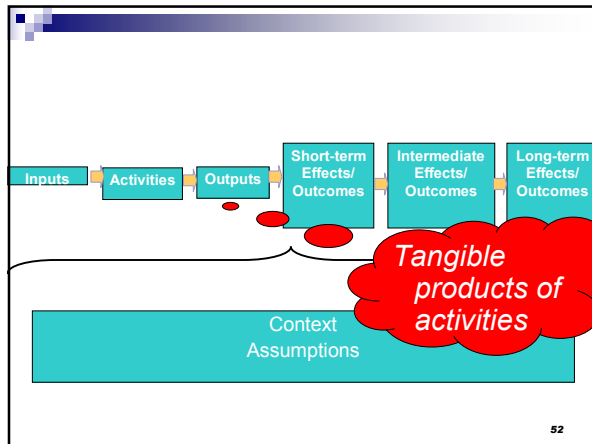 Inputs
Activities
Outputs
Short-term
Effects/
Outcomes
Intermediate
Effects/
Outcomes
Long-term
Effects/
Outcomes
Tangible
products of
activities
Context
Assumptions
52